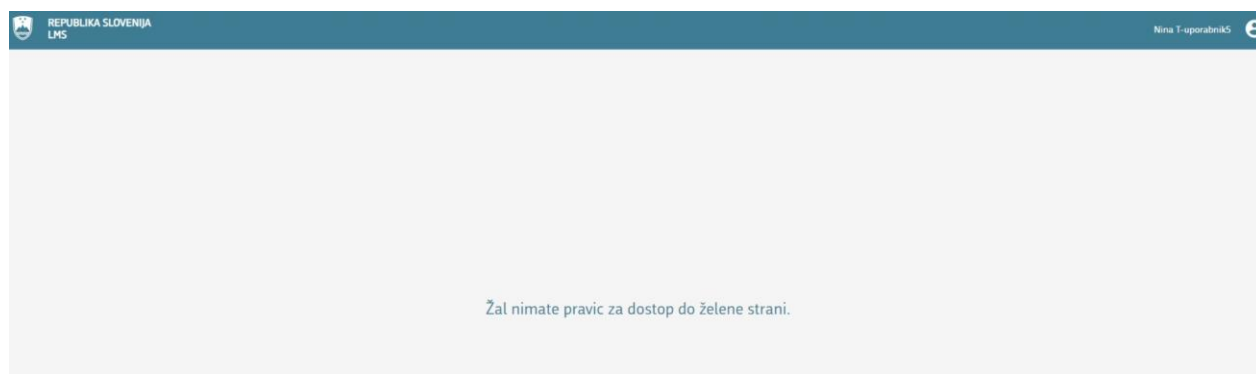 REPUBLIKA SLOVENIJA
LMS
Nina T-uporabnik5
Žal nimate pravic za dostop do želene strani.